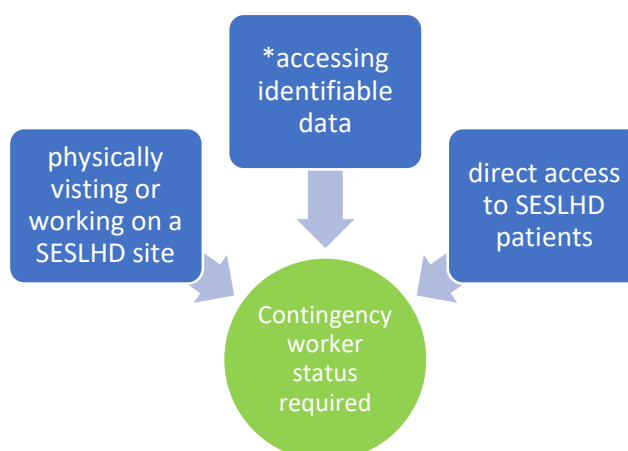 *accessing
identifiable
data
physically
visting or
working on a
SESLHD site
direct access
to SESLHD
patients
Contingency
worker
status
required